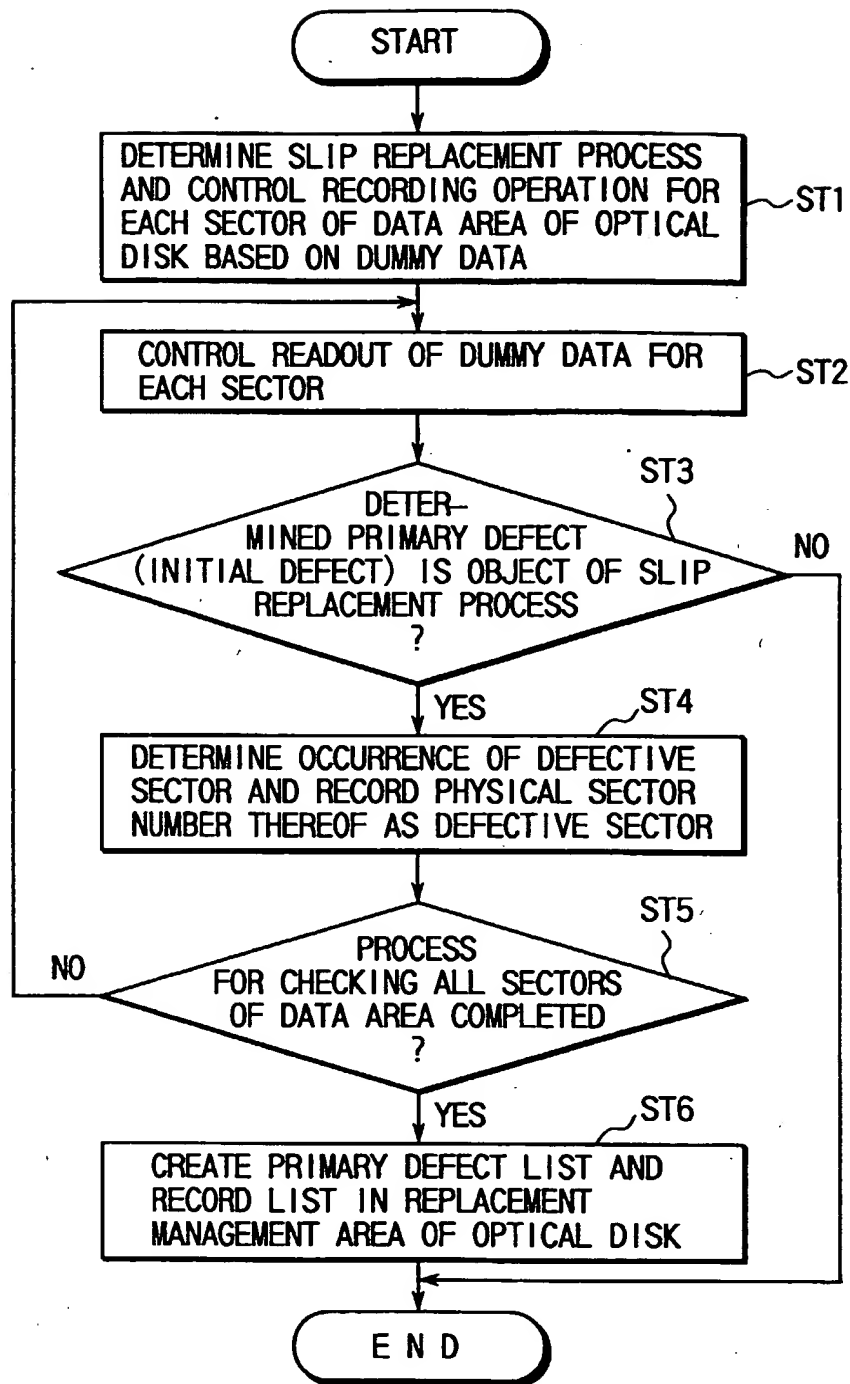 START
DETERMINE SLIP REPLACEMENT PROCESS
AND CONTROL RECORDING OPERATION FOR
EACH SECTOR OF DATA AREA OF OPTICAL
DISK BASED ON DUMMY DATA
ST1
CONTROL READOUT OF DUMMY DATA FOR
EACH SECTOR
ST2
ST3
DETER-
MINED PRIMARY DEFECT
(INITIAL DEFECT) IS OBJECT OF SLIP
REPLACEMENT PROCESS
?
NO
YES
ST4
DETERMINE OCCURRENCE OF DEFECTIVE
SECTOR AND RECORD PHYSICAL SECTOR
NUMBER THEREOF AS DEFECTIVE SECTOR
ST5
PROCESS
FOR CHECKING ALL SECTORS
OF DATA AREA COMPLETED
?
NO
YES
ST6
CREATE PRIMARY DEFECT LIST AND
RECORD LIST IN REPLACEMENT
MANAGEMENT AREA OF OPTICAL DISK
END